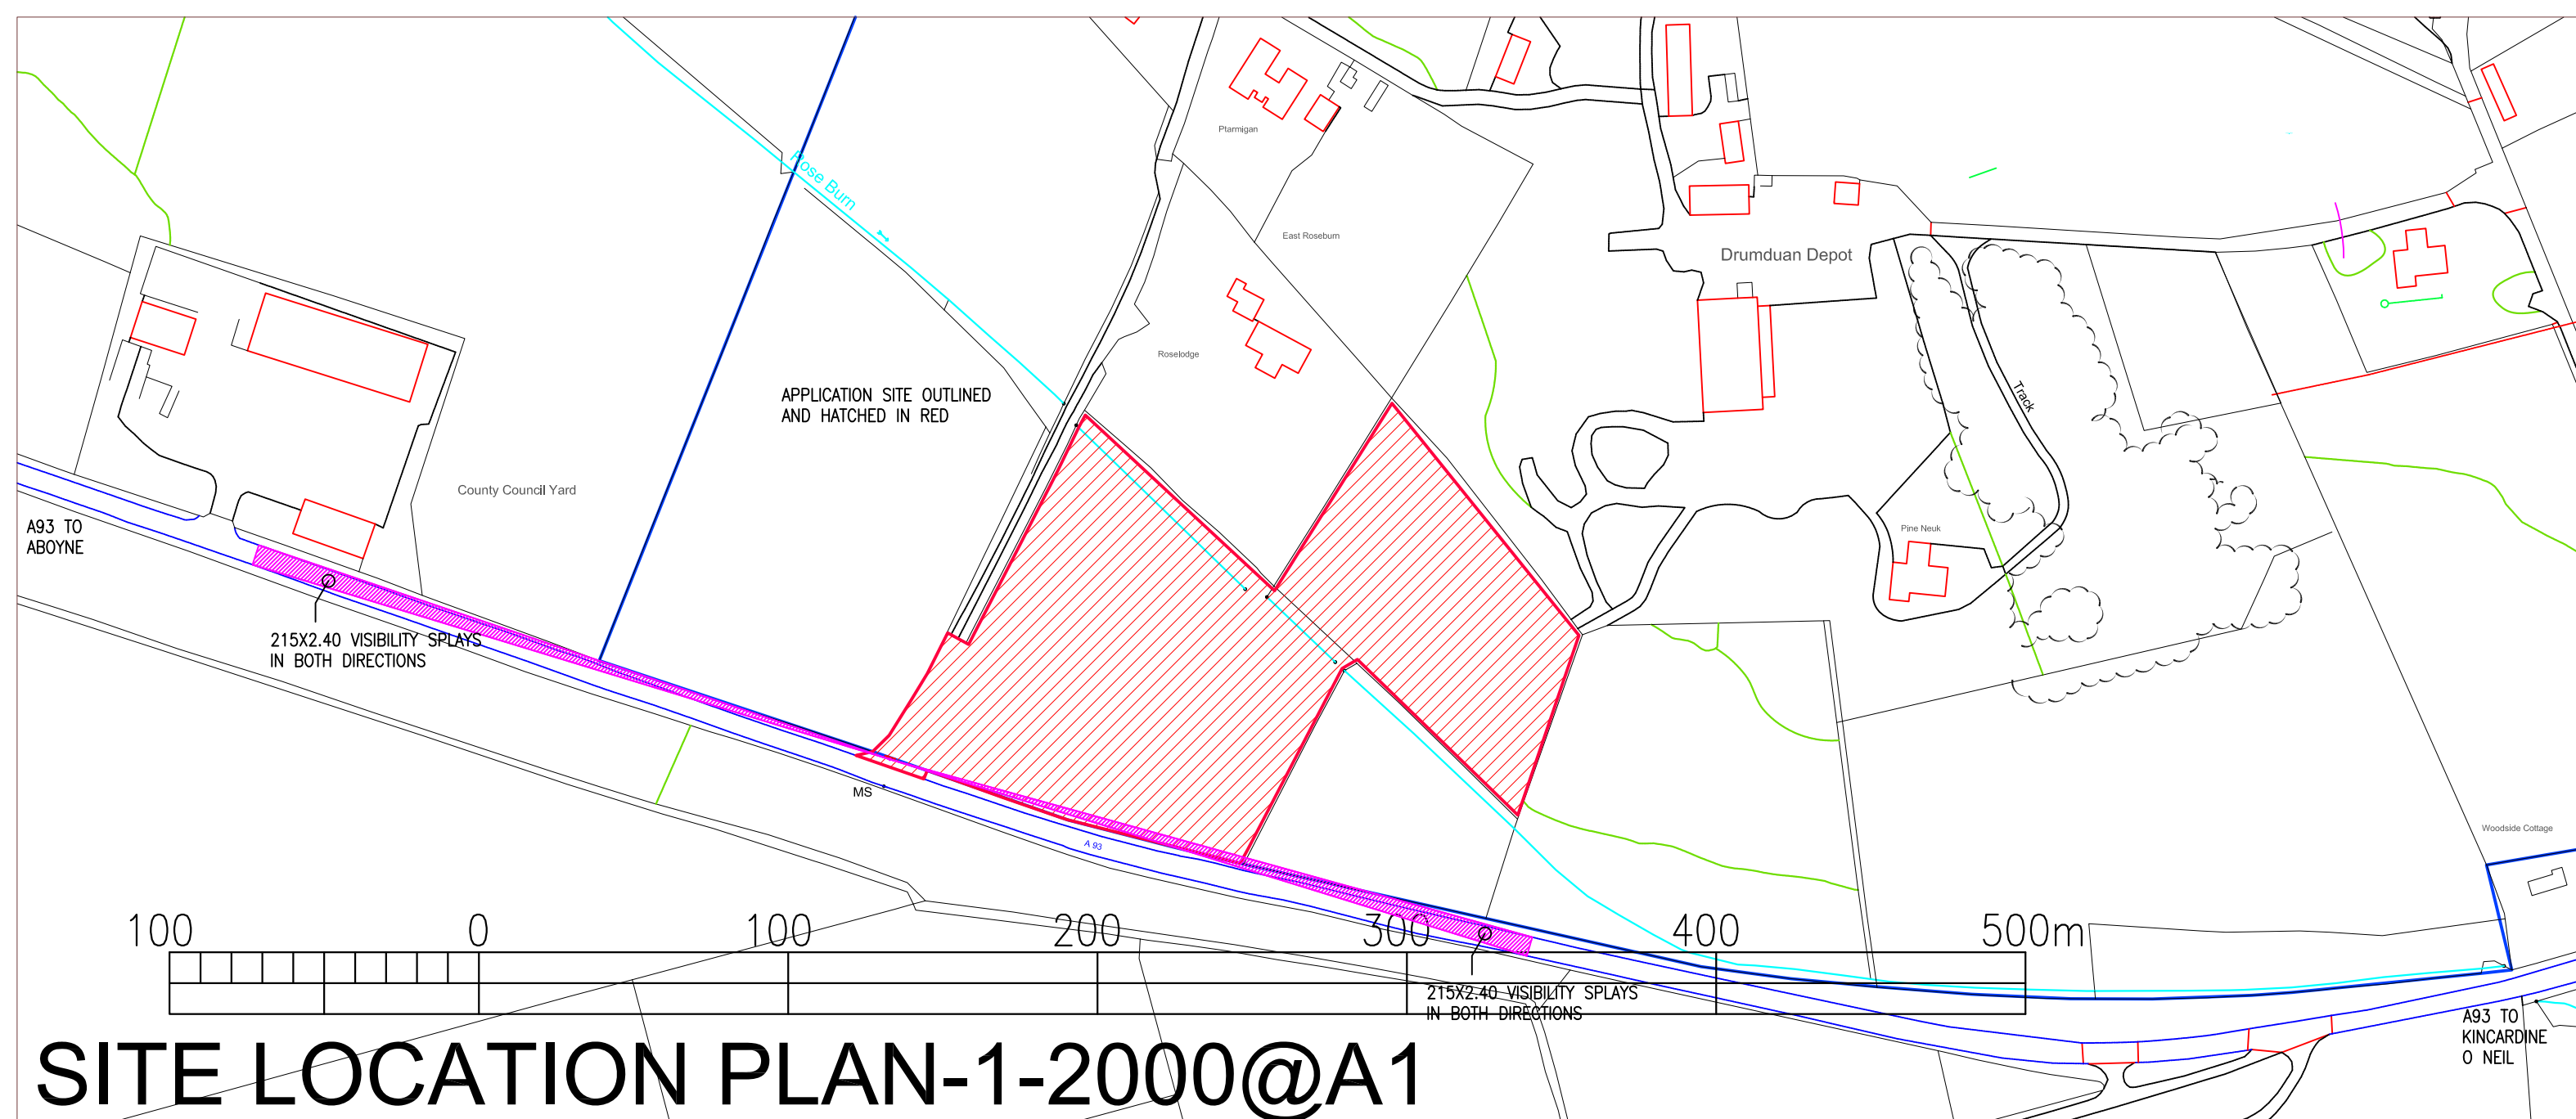 Rose Burn
Ptarmigan
East Roseburn
Drumduan Depot
Roselodge
APPLICATION SITE OUTLINED
AND HATCHED IN RED
Track
County Council Yard
A93 TO
ABOYNE
Pine Neuk
215X2.40 VISIBILITY SPLAYS
IN BOTH DIRECTIONS
MS
A 93
Woodside Cottage
100 0 100 200 300 400 500m
215X2.40 VISIBILITY SPLAYS
IN BOTH DIRECTIONS
A93 TO
KINCARDINE
O NEIL
SITE LOCATION PLAN-1-2000@A1